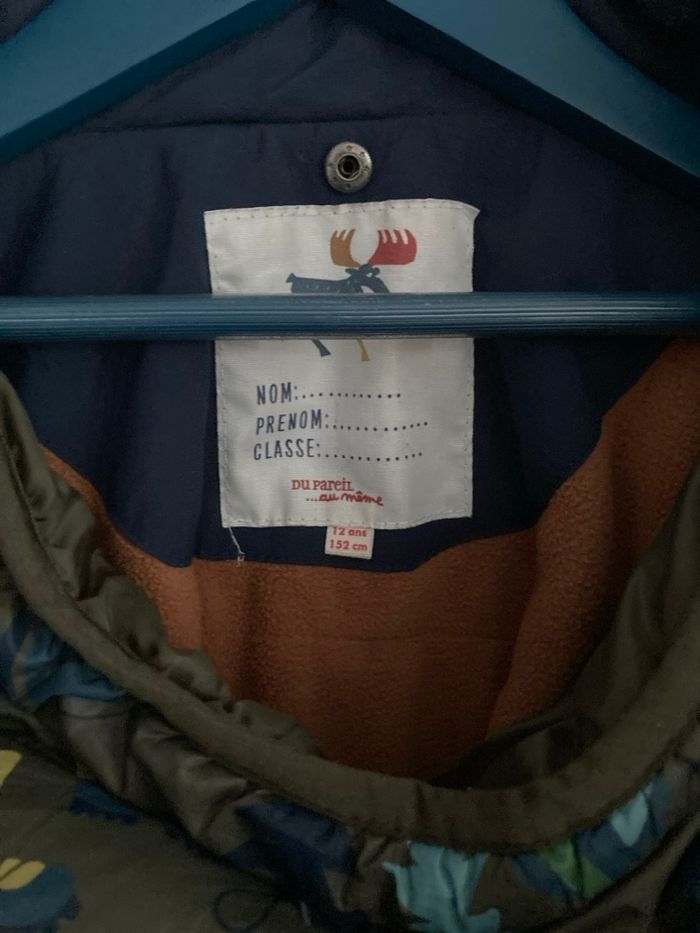 NOM:............
PRENOM:............
CLASSE:............
DU PAREIL
...au même
12 ans
152 cm